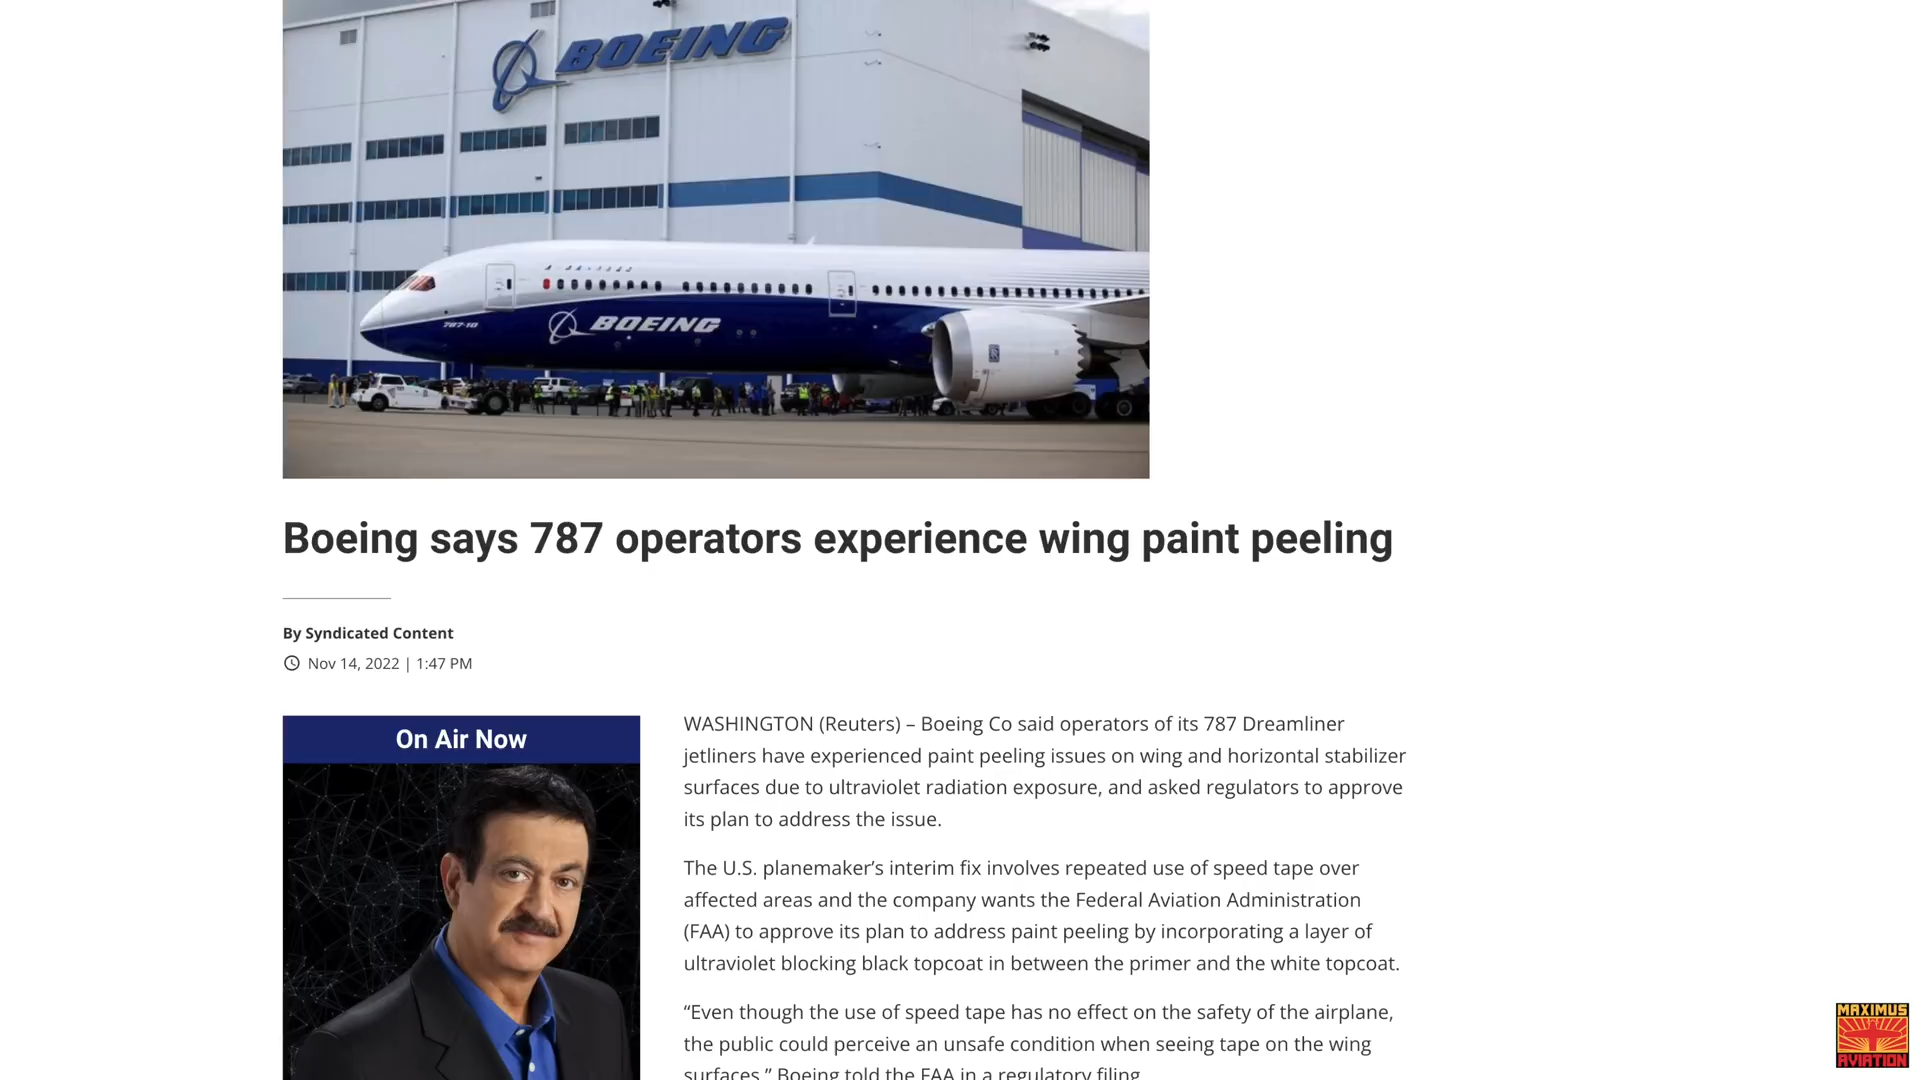 BOEING
787-10
BOEING
Boeing says 787 operators experience wing paint peeling
By Syndicated Content
Nov 14, 2022 | 1:47 PM
On Air Now
WASHINGTON (Reuters) – Boeing Co said operators of its 787 Dreamliner
jetliners have experienced paint peeling issues on wing and horizontal stabilizer
surfaces due to ultraviolet radiation exposure, and asked regulators to approve
its plan to address the issue.
The U.S. planemaker’s interim fix involves repeated use of speed tape over
affected areas and the company wants the Federal Aviation Administration
(FAA) to approve its plan to address paint peeling by incorporating a layer of
ultraviolet blocking black topcoat in between the primer and the white topcoat.
“Even though the use of speed tape has no effect on the safety of the airplane,
the public could perceive an unsafe condition when seeing tape on the wing
surfaces,” Boeing told the FAA in a regulatory filing
MAXIMUS
AVIATION